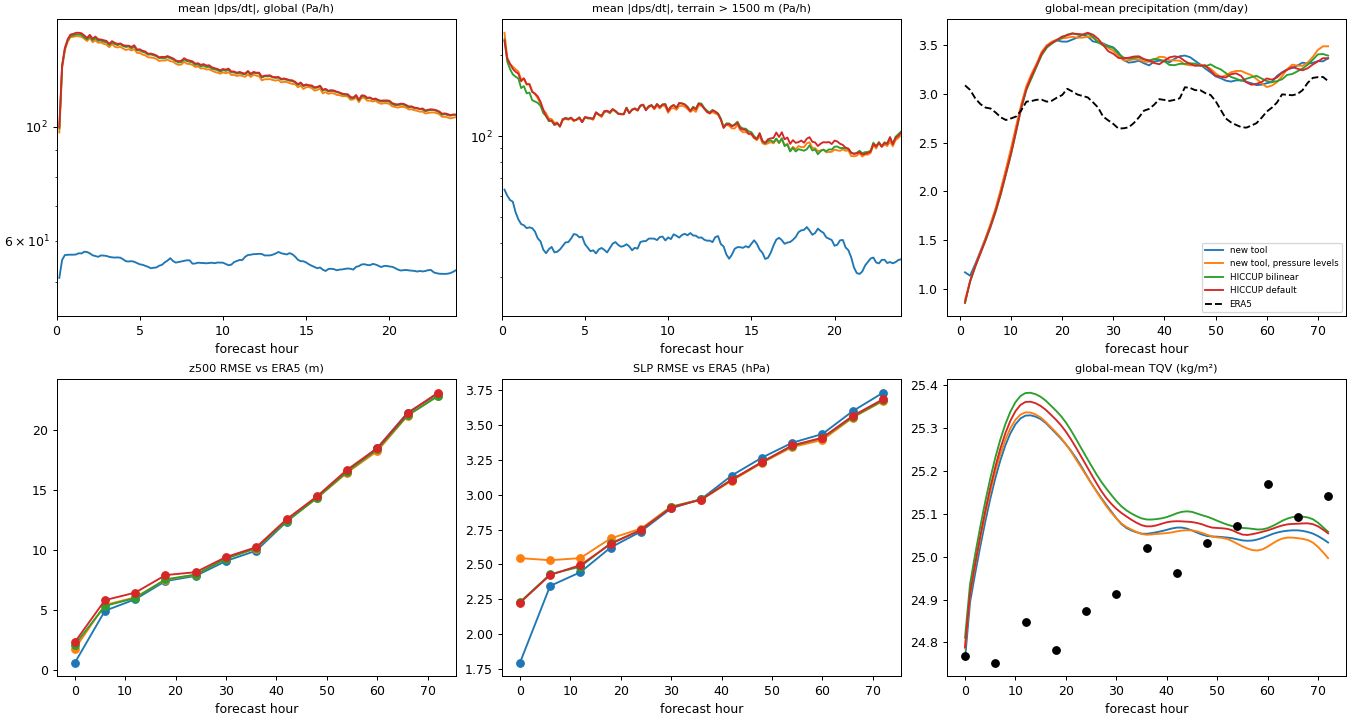 mean |dps/dt|, global (Pa/h)
10²
6 × 10¹
0 5 10 15 20
forecast hour
mean |dps/dt|, terrain > 1500 m (Pa/h)
10²
0 5 10 15 20
forecast hour
global-mean precipitation (mm/day)
3.5
3.0
2.5
2.0
1.5
1.0
new tool
new tool, pressure levels
HICCUP bilinear
HICCUP default
ERA5
0 10 20 30 40 50 60 70
forecast hour
z500 RMSE vs ERA5 (m)
20
15
10
5
0
0 10 20 30 40 50 60 70
forecast hour
SLP RMSE vs ERA5 (hPa)
3.75
3.50
3.25
3.00
2.75
2.50
2.25
2.00
1.75
0 10 20 30 40 50 60 70
forecast hour
global-mean TQV (kg/m²)
25.4
25.3
25.2
25.1
25.0
24.9
24.8
0 10 20 30 40 50 60 70
forecast hour